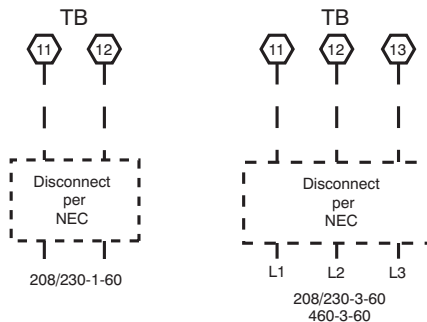 TB
11
12
Disconnect
per
NEC
208/230-1-60
TB
11
12
13
Disconnect
per
NEC
L1
L2
L3
208/230-3-60
460-3-60